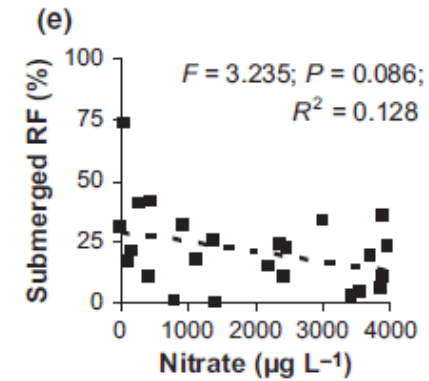 (e)
F = 3.235; P = 0.086;
R² = 0.128
Submerged RF (%)
100
75
50
25
0
0 1000 2000 3000 4000
Nitrate (µg L⁻¹)